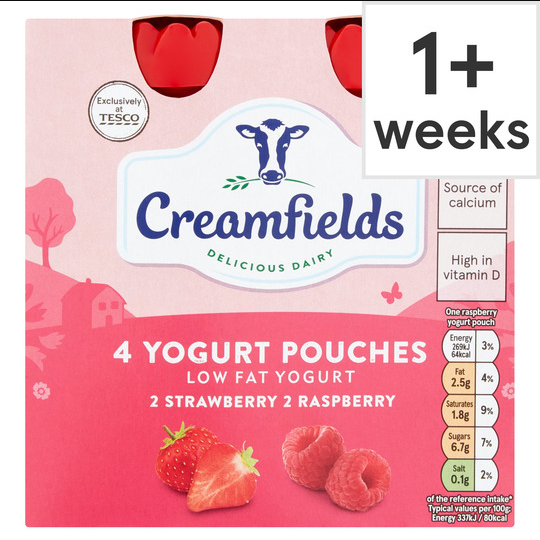 1+
weeks
Exclusively
at
TESCO
Creamfields
DELICIOUS DAIRY
Source of
calcium
High in
vitamin D
4 YOGURT POUCHES
LOW FAT YOGURT
2 STRAWBERRY 2 RASPBERRY
One raspberry
yogurt pouch
Energy
269kJ
64kcal
3%
Fat
2.5g
4%
Saturates
1.8g
9%
Sugars
6.7g
7%
Salt
0.1g
2%
of the reference intake*
Typical values per 100g:
Energy 337kJ / 80kcal